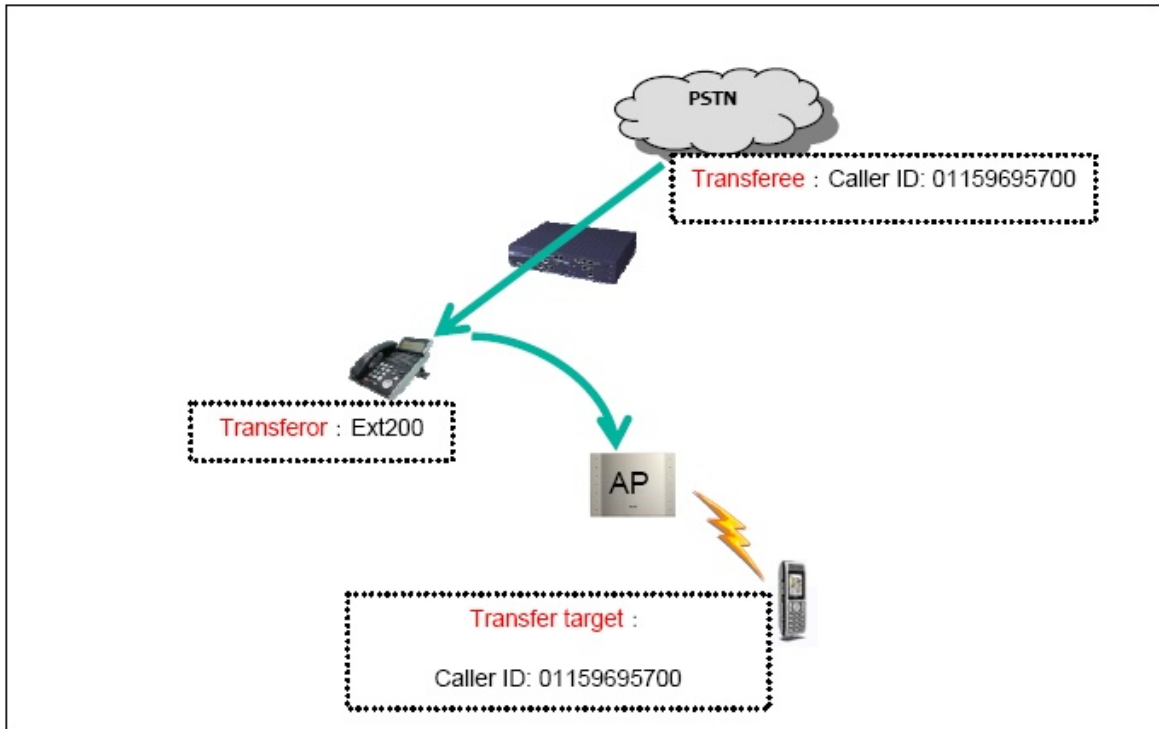 PSTN
Transferee : Caller ID: 01159695700
Transferor : Ext200
AP
Transfer target :
Caller ID: 01159695700